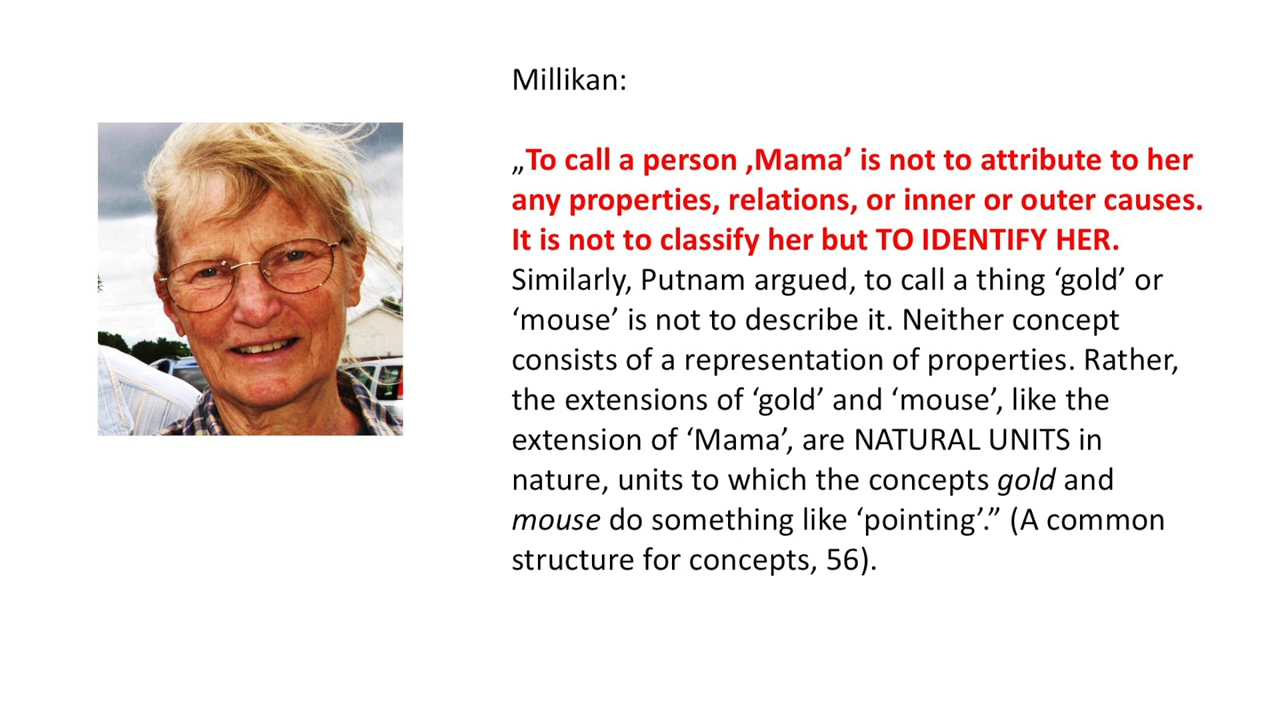 Millikan:
„To call a person ‚Mama’ is not to attribute to her
any properties, relations, or inner or outer causes.
It is not to classify her but TO IDENTIFY HER.
Similarly, Putnam argued, to call a thing ‘gold’ or
‘mouse’ is not to describe it. Neither concept
consists of a representation of properties. Rather,
the extensions of ‘gold’ and ‘mouse’, like the
extension of ‘Mama’, are NATURAL UNITS in
nature, units to which the concepts gold and
mouse do something like ‘pointing’.” (A common
structure for concepts, 56).